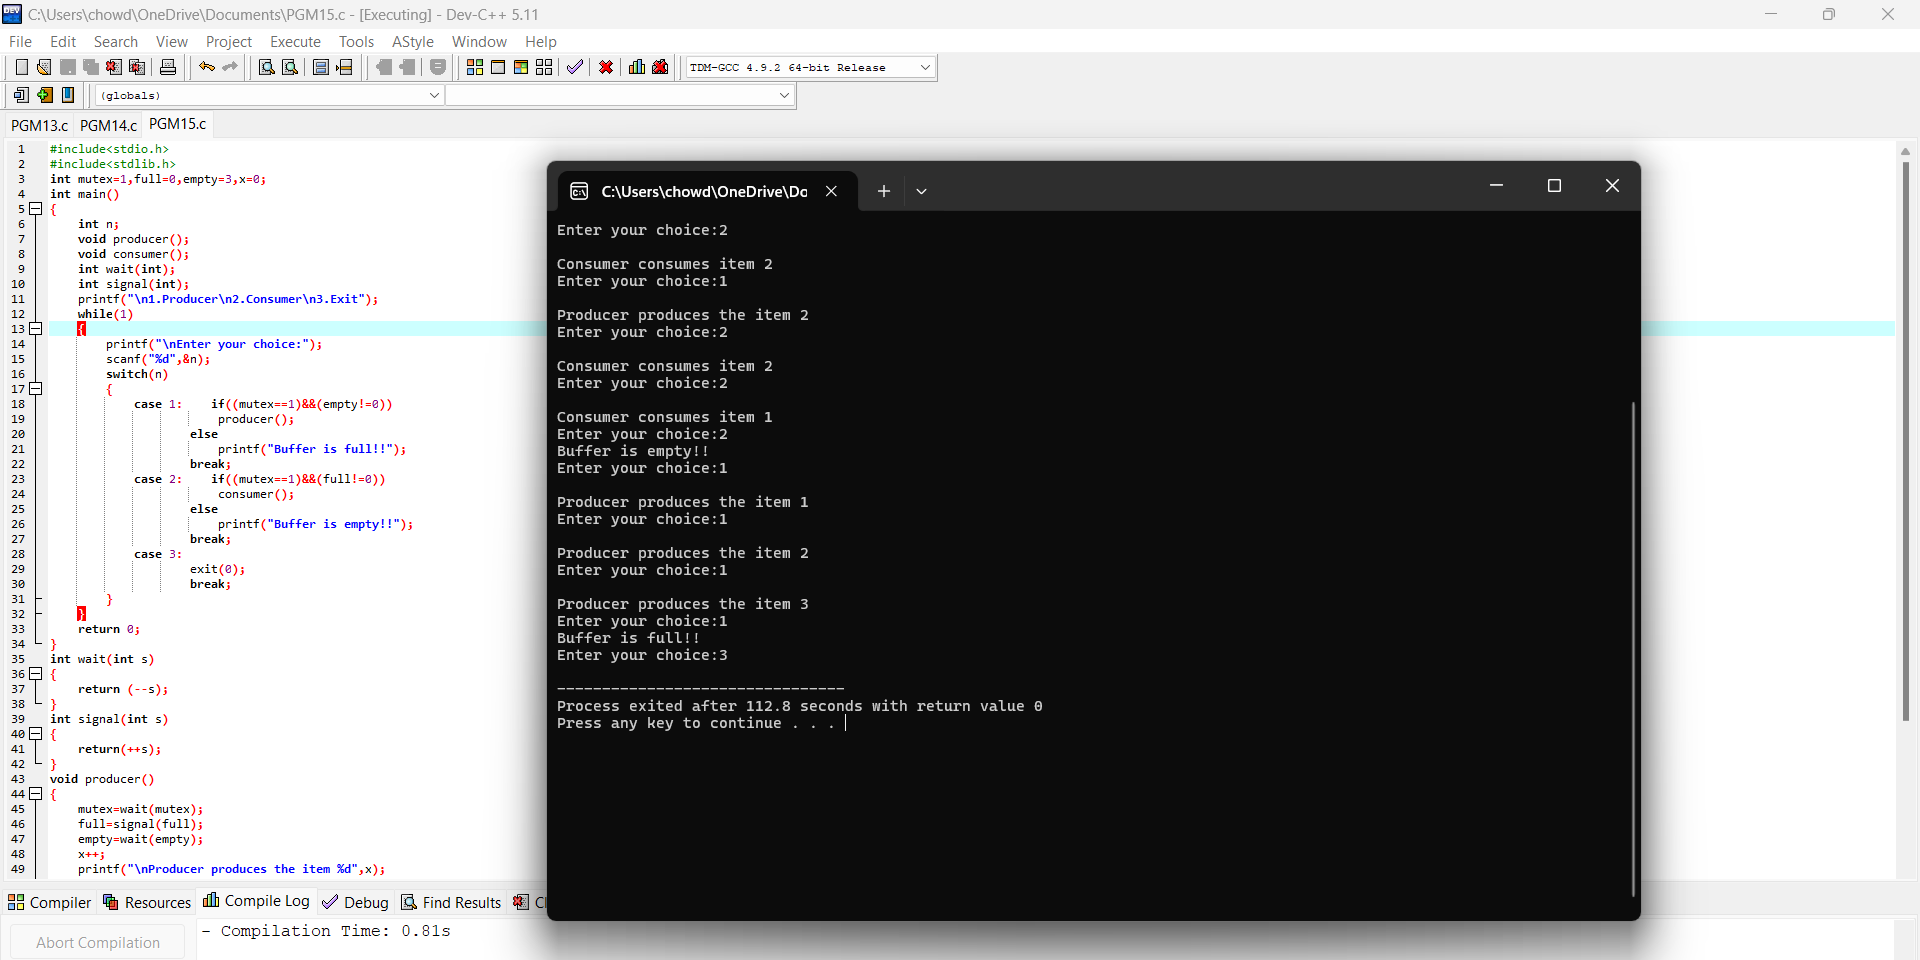 C:\Users\chowd\OneDrive\Documents\PGM15.c - [Executing] - Dev-C++ 5.11
File Edit Search View Project Execute Tools AStyle Window Help
TDM-GCC 4.9.2 64-bit Release
(globals)
PGM13.c PGM14.c PGM15.c
1 #include<stdio.h>
2 #include<stdlib.h>
3 int mutex=1,full=0,empty=3,x=0;
4 int main()
5 {
6 int n;
7 void producer();
8 void consumer();
9 int wait(int);
10 int signal(int);
11 printf("\n1.Producer\n2.Consumer\n3.Exit");
12 while(1)
13 {
14 printf("\nEnter your choice:");
15 scanf("%d",&n);
16 switch(n)
17 {
18 case 1: if((mutex==1)&&(empty!=0))
19 producer();
20 else
21 printf("Buffer is full!!");
22 break;
23 case 2: if((mutex==1)&&(full!=0))
24 consumer();
25 else
26 printf("Buffer is empty!!");
27 break;
28 case 3:
29 exit(0);
30 break;
31 }
32 }
33 return 0;
34 }
35 int wait(int s)
36 {
37 return (--s);
38 }
39 int signal(int s)
40 {
41 return(++s);
42 }
43 void producer()
44 {
45 mutex=wait(mutex);
46 full=signal(full);
47 empty=wait(empty);
48 x++;
49 printf("\nProducer produces the item %d",x);
C:\Users\chowd\OneDrive\Do
Enter your choice:2
Consumer consumes item 2
Enter your choice:1
Producer produces the item 2
Enter your choice:2
Consumer consumes item 2
Enter your choice:2
Consumer consumes item 1
Enter your choice:2
Buffer is empty!!
Enter your choice:1
Producer produces the item 1
Enter your choice:1
Producer produces the item 2
Enter your choice:1
Producer produces the item 3
Enter your choice:1
Buffer is full!!
Enter your choice:3
--------------------------------
Process exited after 112.8 seconds with return value 0
Press any key to continue . . .
Compiler Resources Compile Log Debug Find Results
Abort Compilation
- Compilation Time: 0.81s